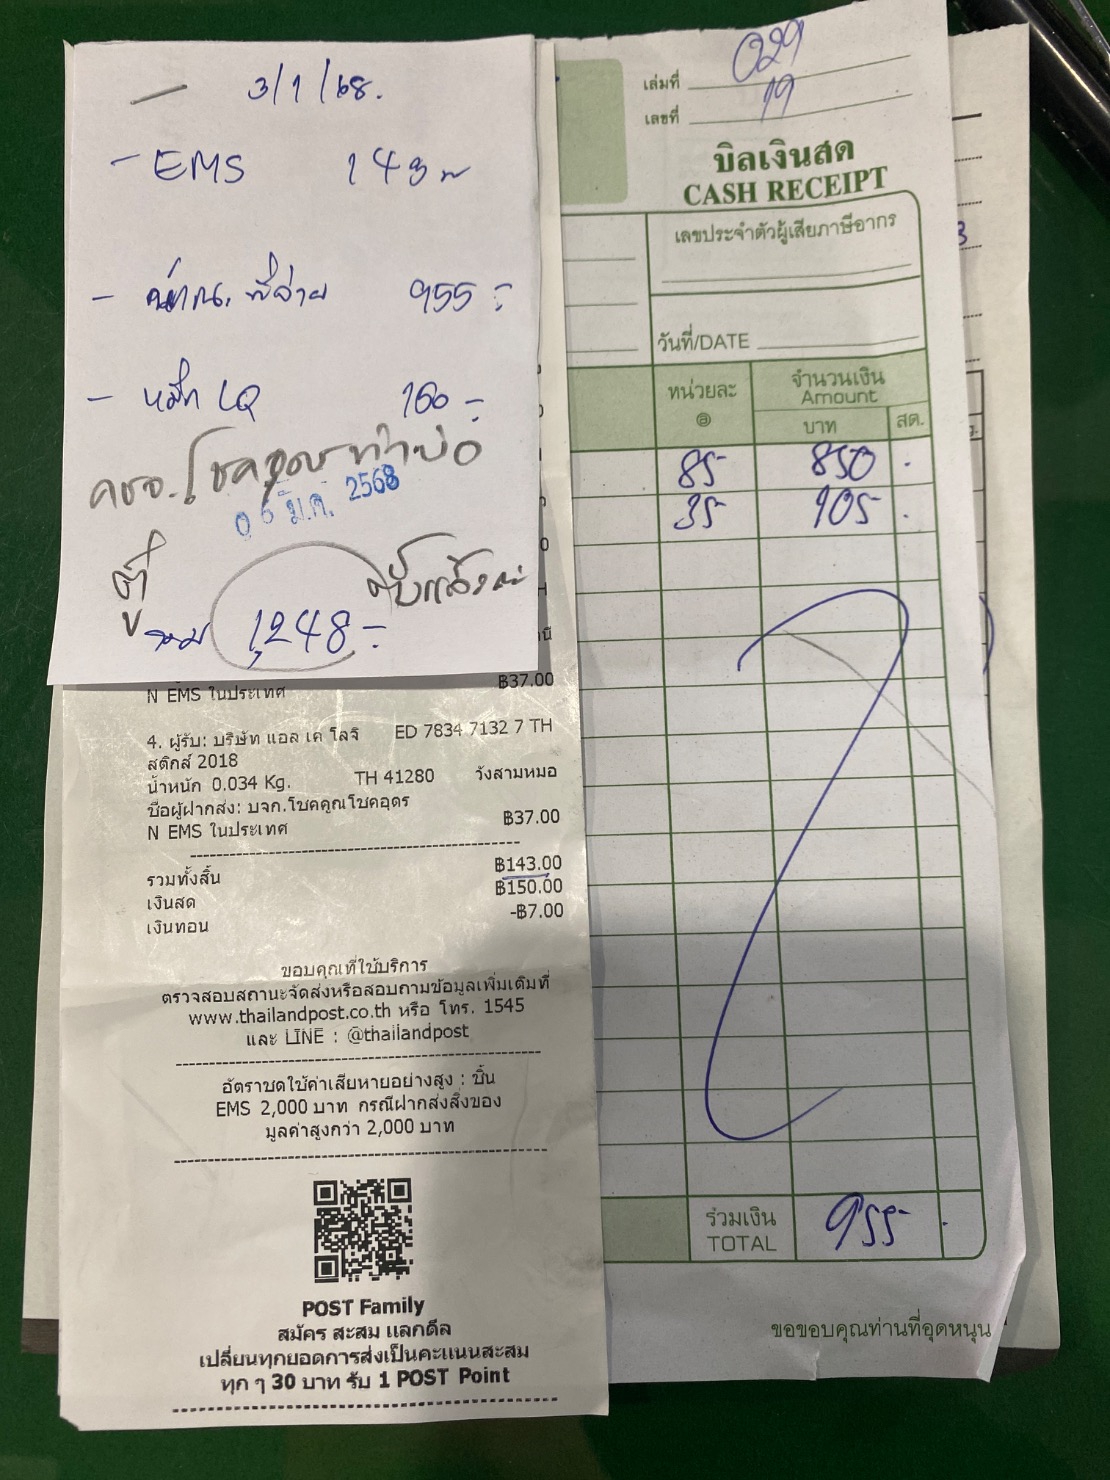 3/1/68.
- EMS 143
- 955 -
- หมึก LQ 160 -
คชจ. โชคอุดร
06 ม.ค. 2568
ตู่ รับแล้วค่ะ
รวม 1,248 -
N EMS ในประเทศ ฿37.00
4. ผู้รับ: บริษัท แอล เค โลจิ ED 7834 7132 7 TH
สติกส์ 2018
น้ำหนัก 0.034 Kg. TH 41280 วังสามหมอ
ชื่อผู้ฝากส่ง: บจก.โชคคูณโชคอุดร
N EMS ในประเทศ ฿37.00
รวมทั้งสิ้น ฿143.00
เงินสด ฿150.00
เงินทอน -฿7.00
ขอบคุณที่ใช้บริการ
ตรวจสอบสถานะจัดส่งหรือสอบถามข้อมูลเพิ่มเติมที่
www.thailandpost.co.th หรือ โทร. 1545
และ LINE : @thailandpost
อัตราชดใช้ค่าเสียหายอย่างสูง : ชิ้น
EMS 2,000 บาท กรณีฝากส่งสิ่งของ
มูลค่าสูงกว่า 2,000 บาท
POST Family
สมัคร สะสม แลกดีล
เปลี่ยนทุกยอดการส่งเป็นคะแนนสะสม
ทุก ๆ 30 บาท รับ 1 POST Point
เล่มที่ 029
เลขที่ 19
บิลเงินสด
CASH RECEIPT
เลขประจำตัวผู้เสียภาษีอากร
วันที่/DATE
หน่วยละ จำนวนเงิน
@ Amount
บาท สต.
85- 850 -
35- 105 -
รวมเงิน 955-
TOTAL
ขอขอบคุณท่านที่อุดหนุน